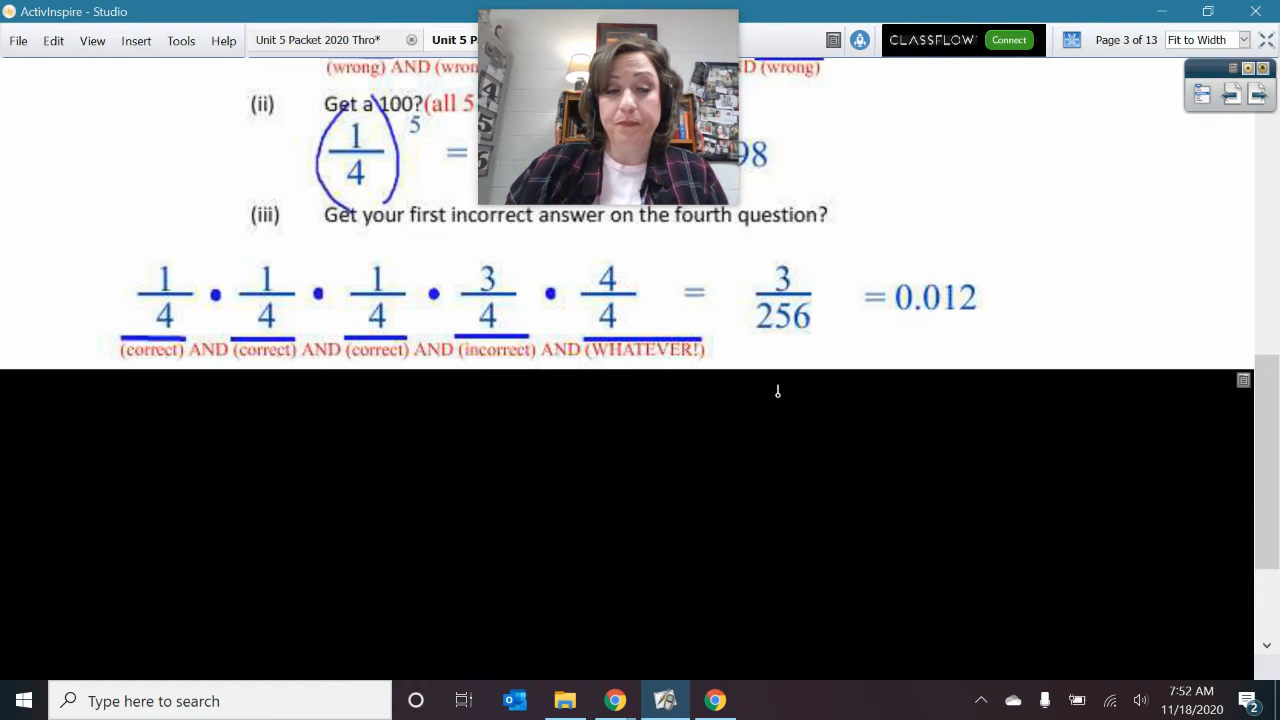 ActivInspire - Studio
File Edit View Insert Tools Help
Unit 5 Packet 2020 Thro*
Unit 5 P
CLASSFLOW Connect
Page 3 of 13 Fit to Width
(wrong) AND (wron D (wrong)
(ii) Get a 100? (all 5
(1/4)^5 = 98
(iii) Get your first incorrect answer on the fourth question?
1/4 • 1/4 • 1/4 • 3/4 • 4/4 = 3/256 = 0.012
(correct) AND (correct) AND (correct) AND (incorrect) AND (WHATEVER!)
Type here to search
7:52 AM
11/18/2020
2